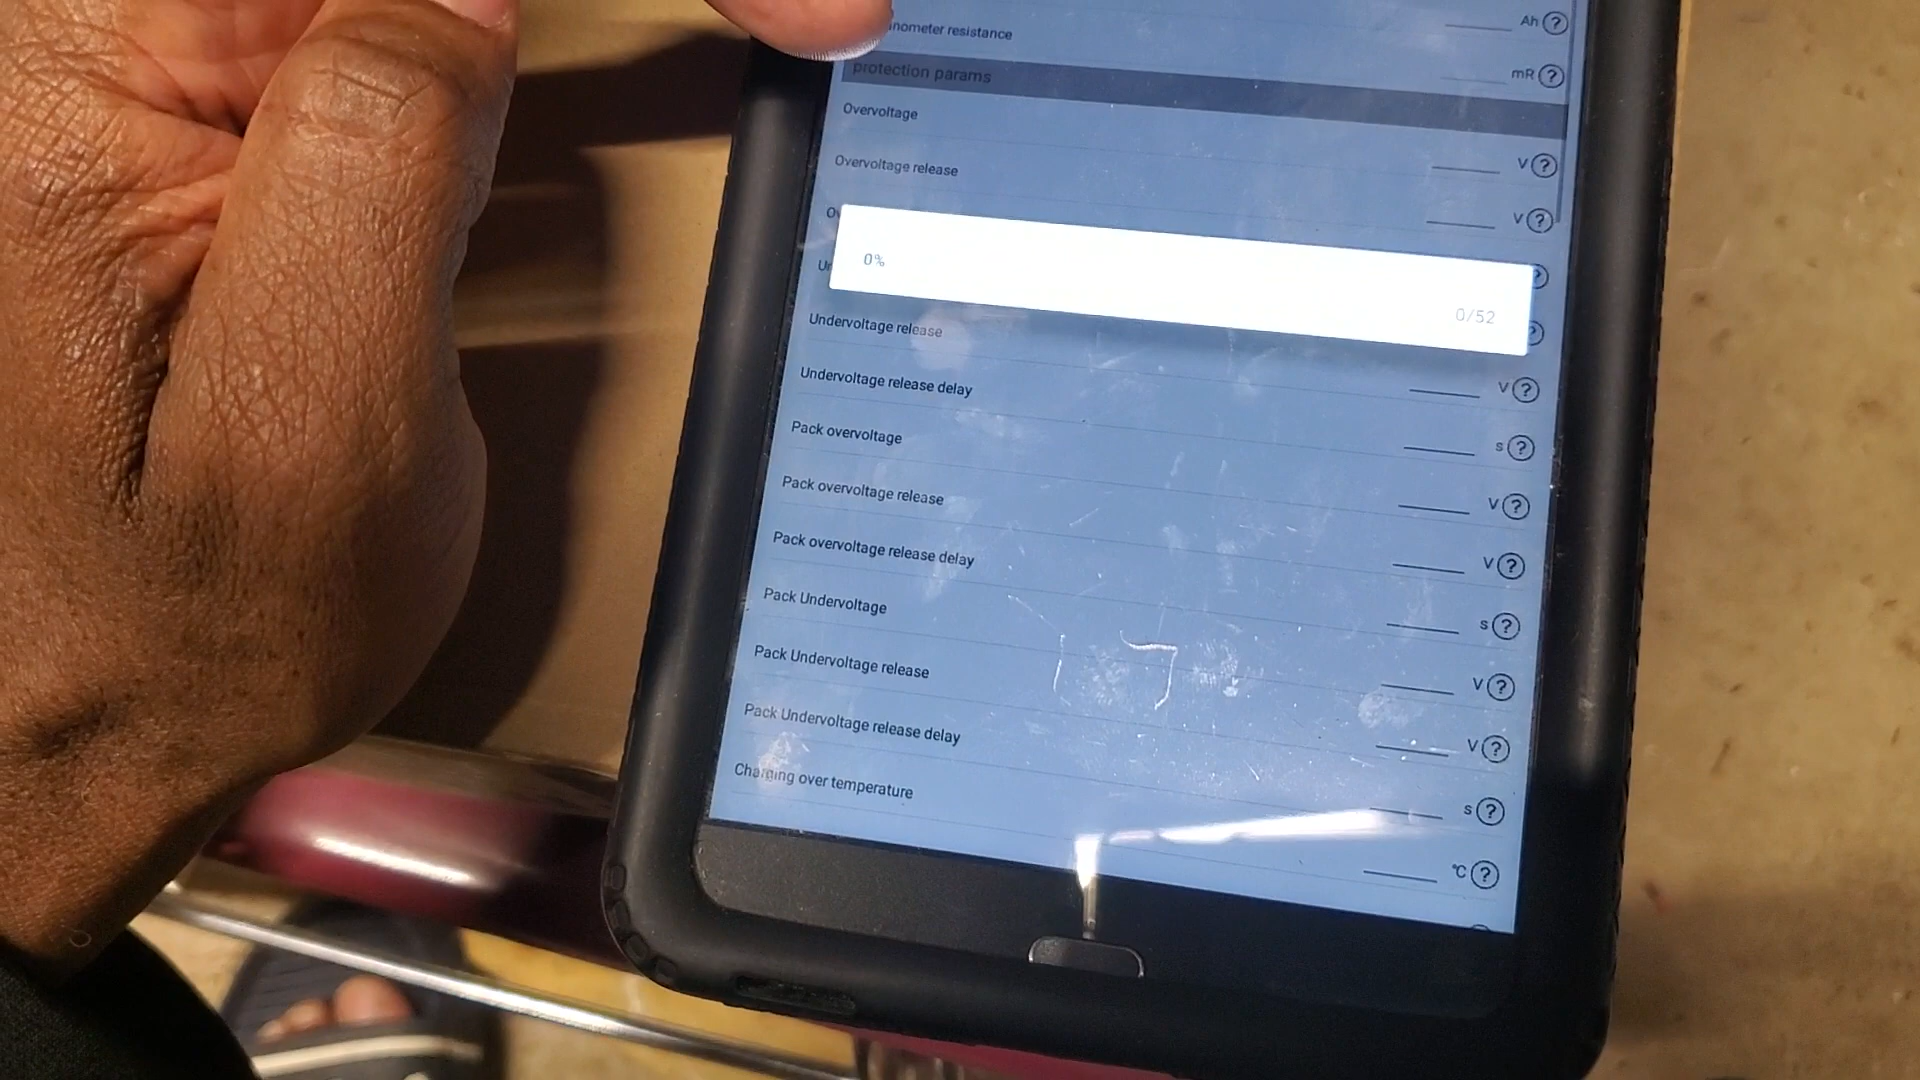 Ah ?
nometer resistance
mR ?
protection params
Overvoltage
V ?
Overvoltage release
V ?
0%
0/52
Undervoltage release
V ?
Undervoltage release delay
s ?
Pack overvoltage
V ?
Pack overvoltage release
V ?
Pack overvoltage release delay
s ?
Pack Undervoltage
V ?
Pack Undervoltage release
V ?
Pack Undervoltage release delay
s ?
Charging over temperature
°C ?